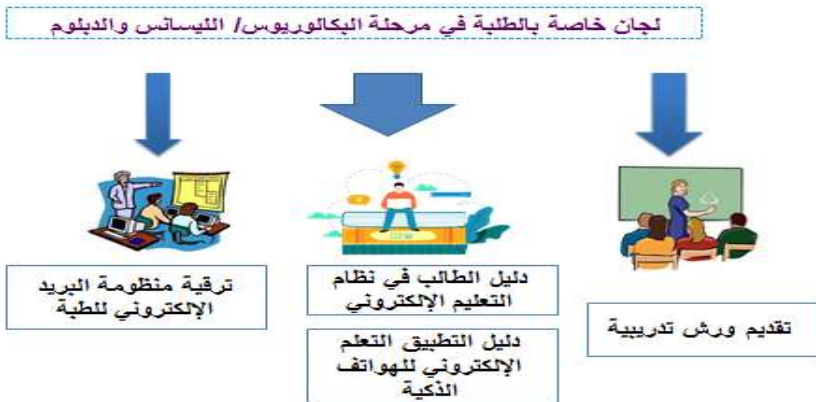 لجان خاصة بالطلبة في مرحلة البكالوريوس/ الليسانس والدبلوم
تقديم ورش تدريبية
دليل الطالب في نظام
التعليم الإلكتروني
دليل التطبيق التعلم
الإلكتروني للهواتف
الذكية
ترقية منظومة البريد
الإلكتروني للطبة